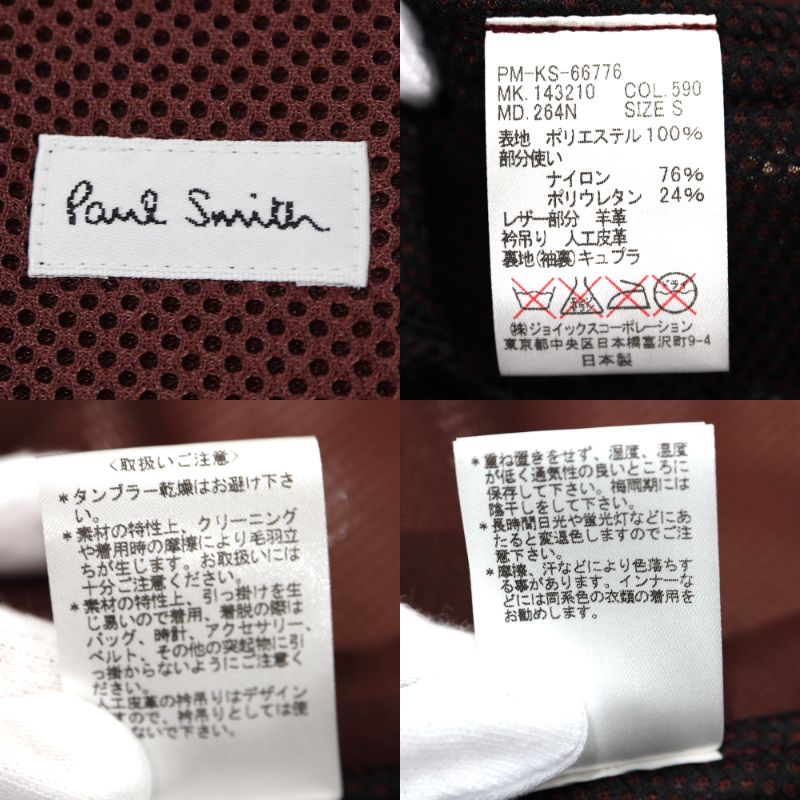 Paul Smith
PM-KS-66776
MK. 143210 COL. 590
MD. 264N SIZE S
表地 ポリエステル 100%
部分使い
ナイロン 76%
ポリウレタン 24%
レザー部分 羊革
衿吊り 人工皮革
裏地(袖裏)キュプラ
㈱ジョイックスコーポレーション
東京都中央区日本橋富沢町9-4
日本製
<取扱いご注意>
*タンブラー乾燥はお避け下さ
い。
*素材の特性上、クリーニング
や着用時の摩擦により毛羽立
ちが生じます。お取扱いには
十分ご注意ください。
*素材の特性上、引っ掛けを生
じ易いので着用、着脱の際は
バッグ、時計、アクセサリー、
ベルト、その他の突起物に引
っ掛からないようにご注意く
ださい。
人工皮革の衿吊りはデザイン
ですので、衿吊りとしては使
ないで下さい。
*重ね置きをせず、湿度、温度
が低く通気性の良いところに
保存して下さい。梅雨期には
陰干しをして下さい。
*長時間日光や蛍光灯などにあ
たると変退色しますのでご注
意下さい。
*摩擦、汗などにより色落ちす
る事があります。インナーな
どには同系色の衣類の着用を
お勧めします。